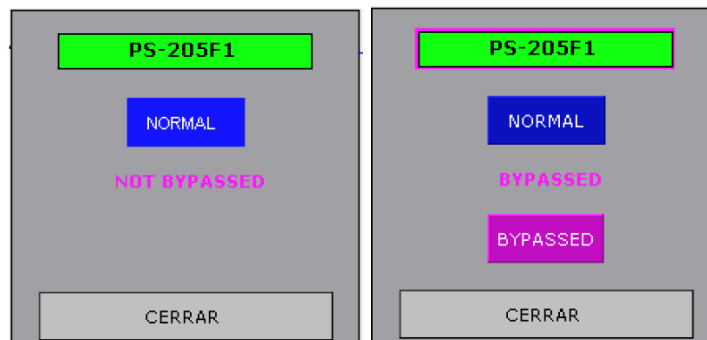 PS-205F1
NORMAL
NOT BYPASSED
CERRAR
PS-205F1
NORMAL
BYPASSED
BYPASSED
CERRAR